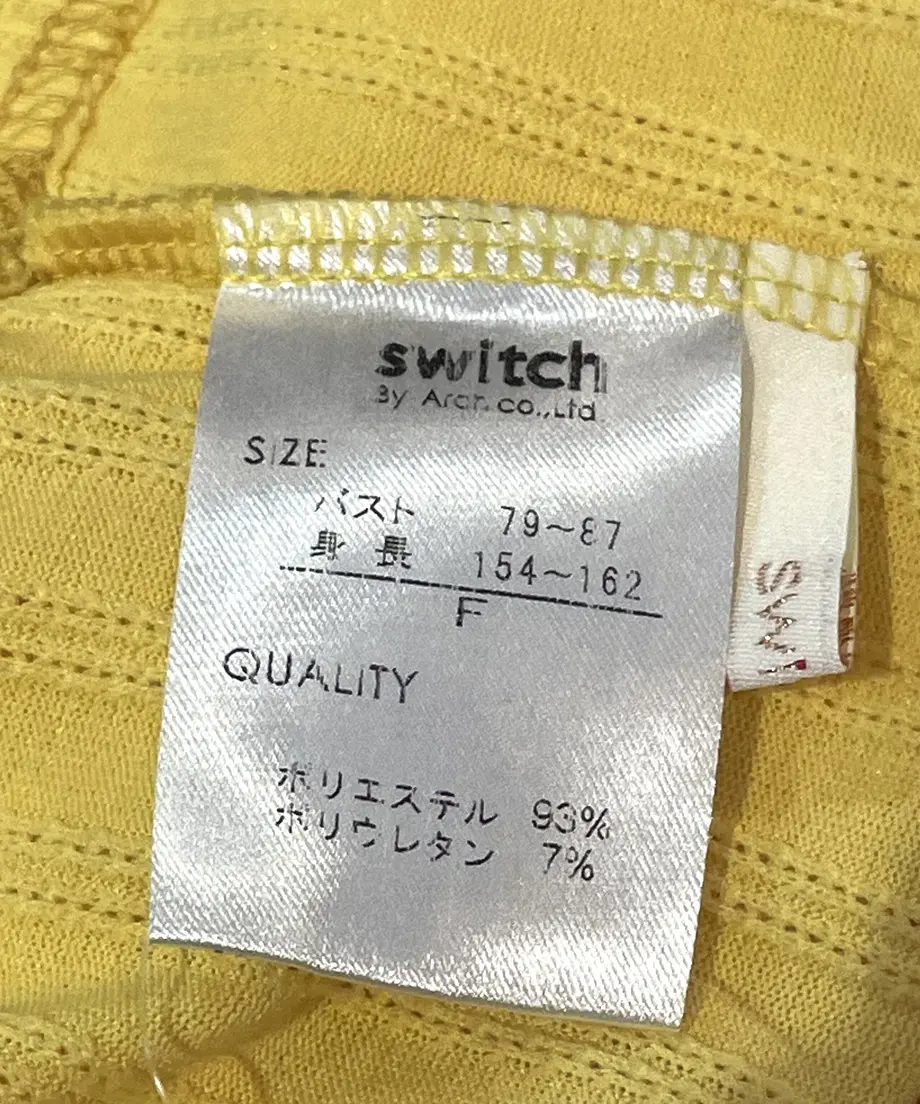 switch
By Arch co.,Ltd.
SIZE
バスト 79〜87
身長 154〜162
F
QUALITY
ポリエステル 93%
ポリウレタン 7%
SWI